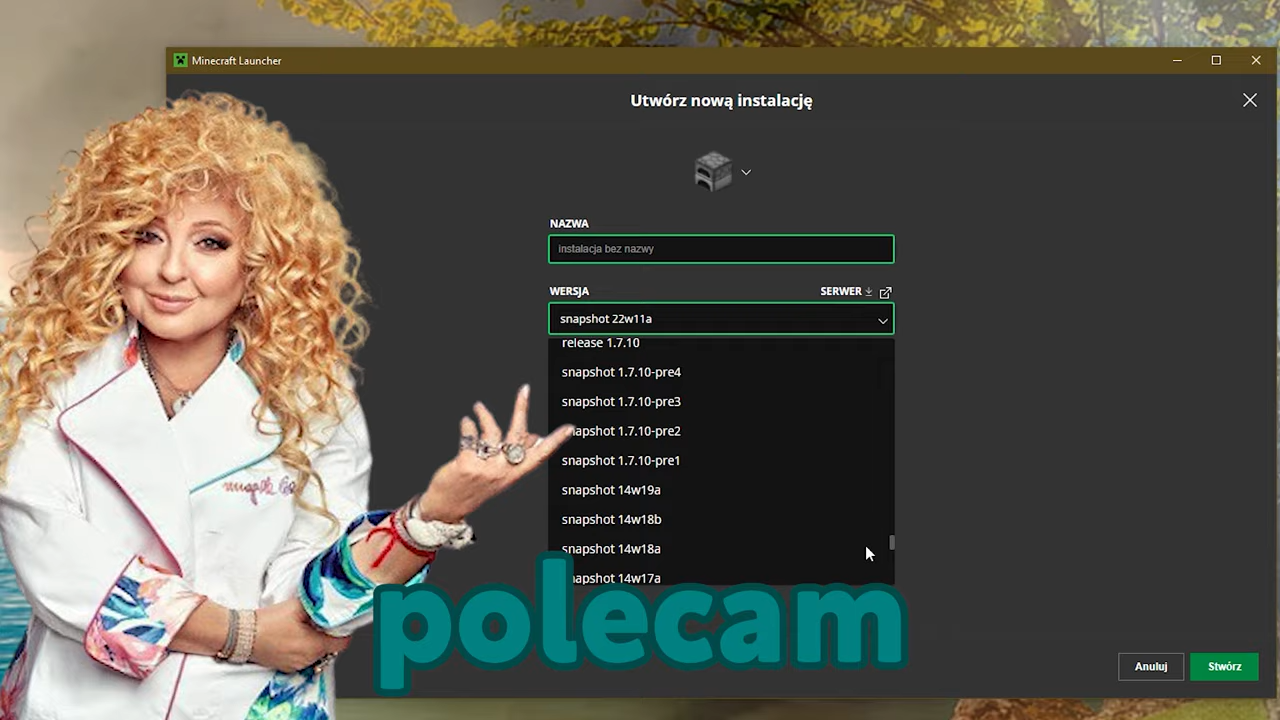 Minecraft Launcher
Utwórz nową instalację
NAZWA
instalacja bez nazwy
WERSJA
SERWER
snapshot 22w11a
release 1.7.10
snapshot 1.7.10-pre4
snapshot 1.7.10-pre3
snapshot 1.7.10-pre2
snapshot 1.7.10-pre1
snapshot 14w19a
snapshot 14w18b
snapshot 14w18a
snapshot 14w17a
polecam
Anuluj
Stwórz